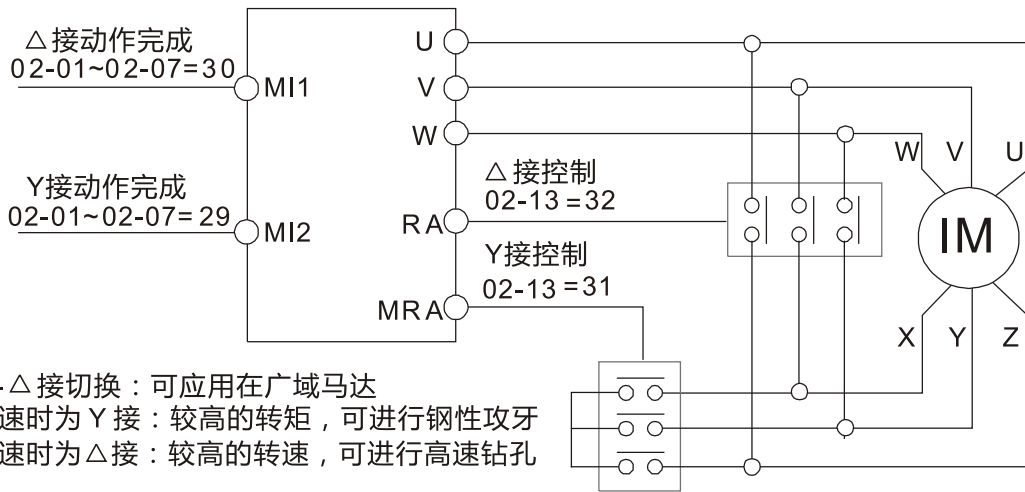 △接动作完成
02-01~02-07=30
MI1
Y接动作完成
02-01~02-07=29
MI2
U
V
W
RA
MRA
△接控制
02-13=32
Y接控制
02-13=31
W V U
IM
X Y Z
-△接切换：可应用在广域马达
速时为Y接：较高的转矩，可进行钢性攻牙
速时为△接：较高的转速，可进行高速钻孔